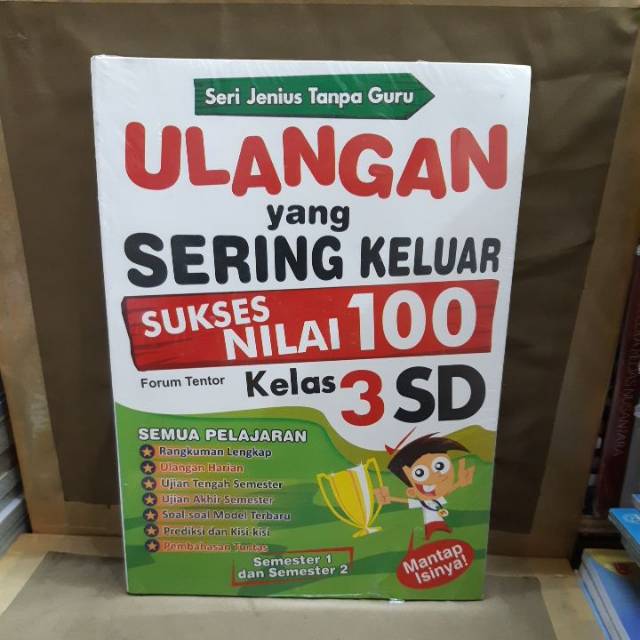 Seri Jenius Tanpa Guru
ULANGAN
yang
SERING KELUAR
SUKSES
NILAI 100
Forum Tentor
Kelas 3 SD
SEMUA PELAJARAN
Rangkuman Lengkap
Ulangan Harian
Ujian Tengah Semester
Ujian Akhir Semester
Soal-soal Model Terbaru
Prediksi dan Kisi-kisi
Pembahasan Tuntas
Semester 1
dan Semester 2
Mantap
Isinya!